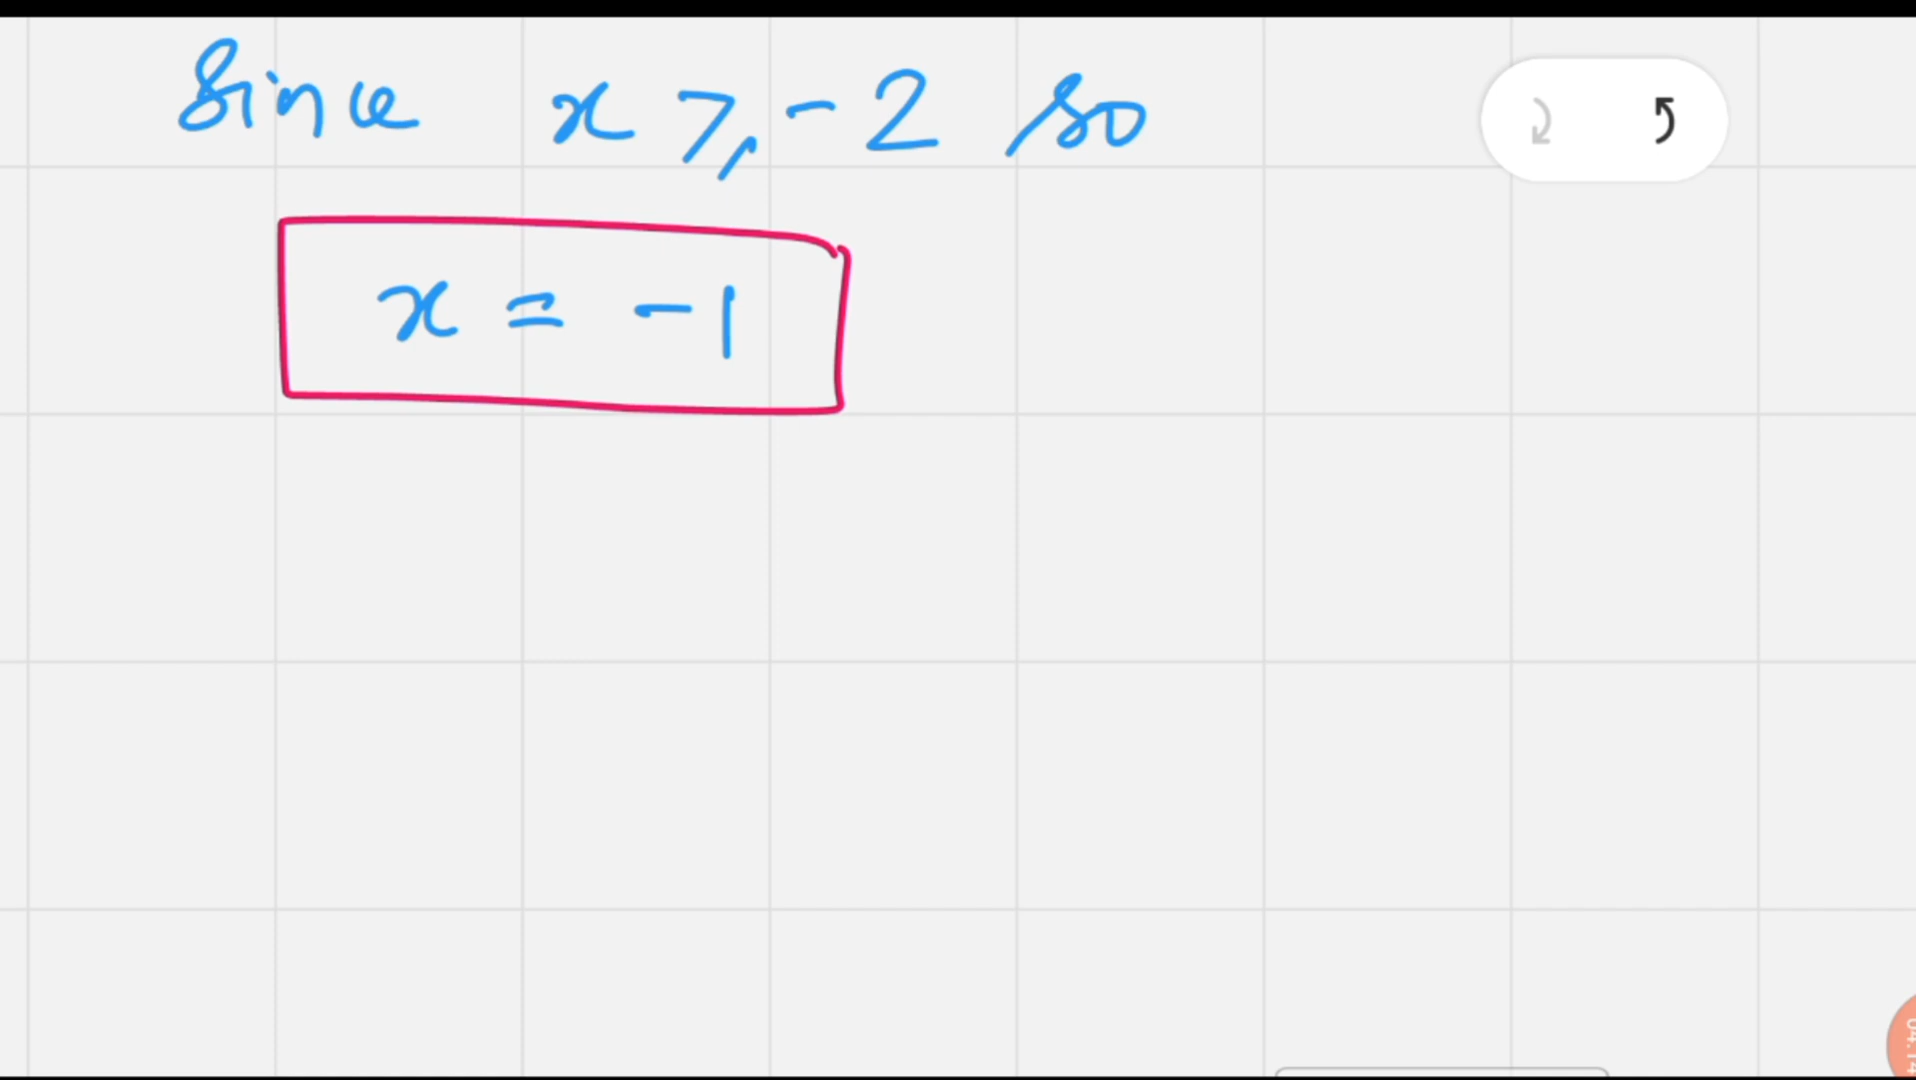 Since x ⩾ -2 so
x = -1